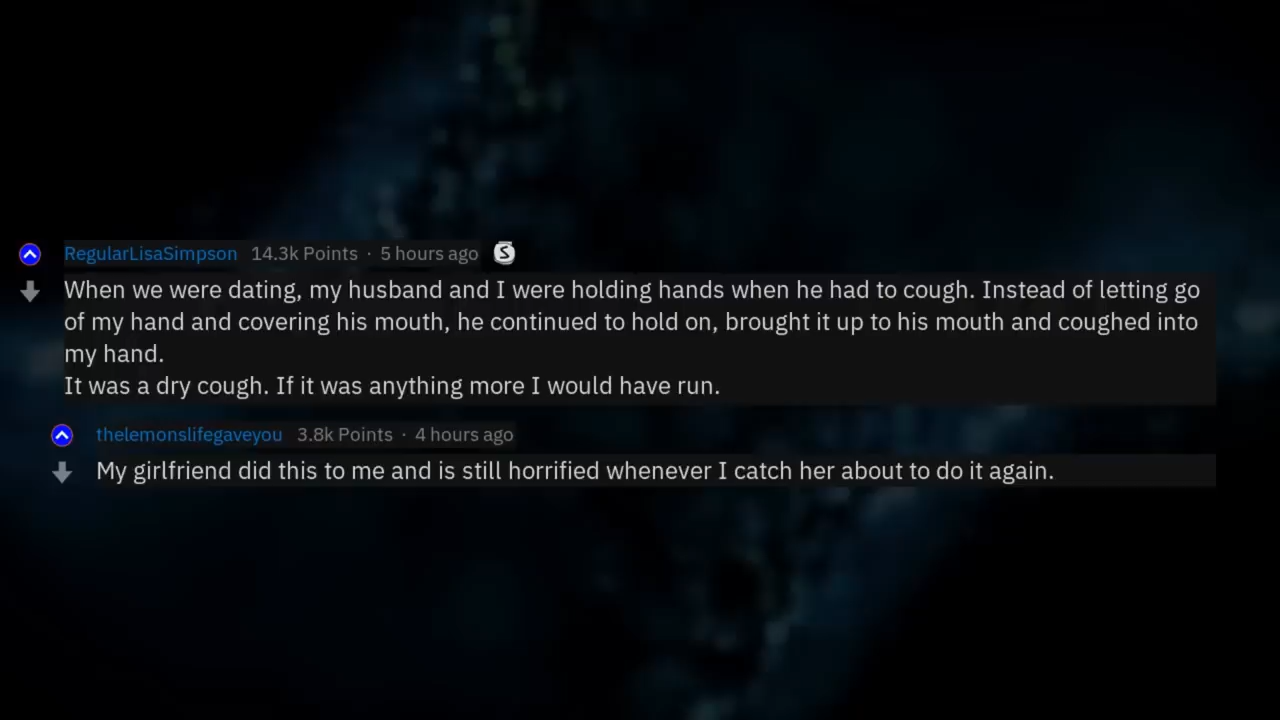 RegularLisaSimpson 14.3k Points · 5 hours ago S
When we were dating, my husband and I were holding hands when he had to cough. Instead of letting go
of my hand and covering his mouth, he continued to hold on, brought it up to his mouth and coughed into
my hand.
It was a dry cough. If it was anything more I would have run.
thelemonslifegaveyou 3.8k Points · 4 hours ago
My girlfriend did this to me and is still horrified whenever I catch her about to do it again.